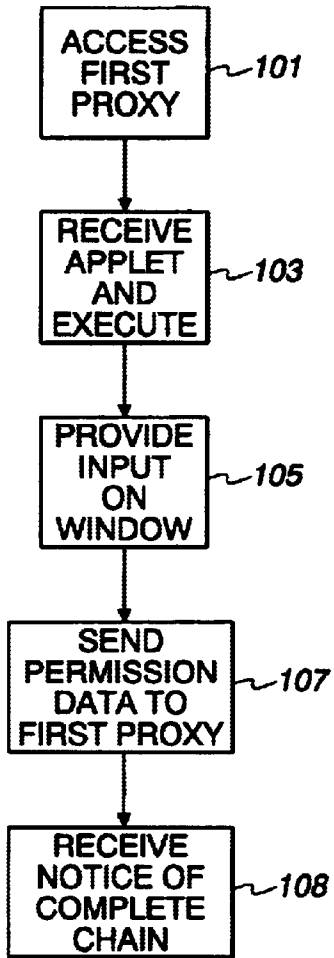 ACCESS
FIRST
PROXY
101
RECEIVE
APPLET
AND
EXECUTE
103
PROVIDE
INPUT
ON
WINDOW
105
SEND
PERMISSION
DATA TO
FIRST PROXY
107
RECEIVE
NOTICE OF
COMPLETE
CHAIN
108